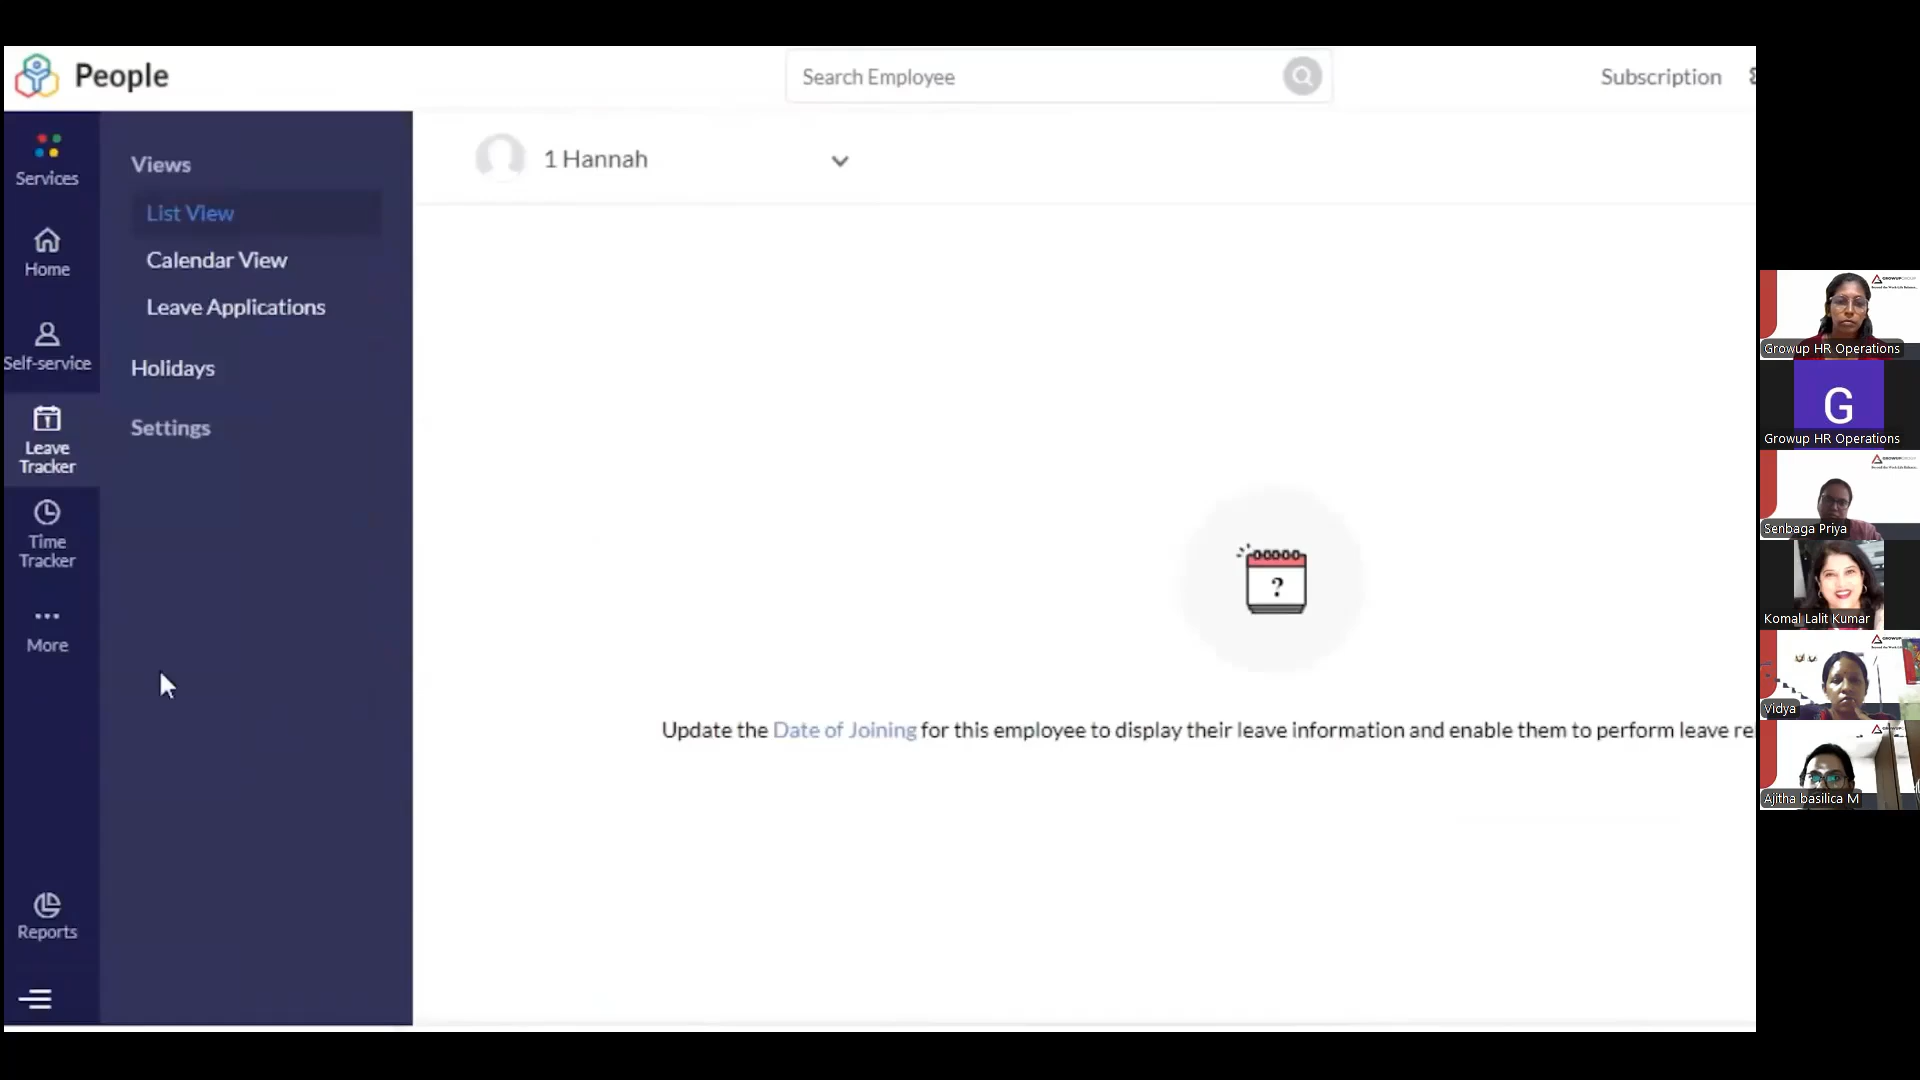 People
Search Employee
Subscription
Services
Home
Self-service
Leave
Tracker
Time
Tracker
More
Reports
Views
List View
Calendar View
Leave Applications
Holidays
Settings
1 Hannah
?
Update the Date of Joining for this employee to display their leave information and enable them to perform leave re
Growup HR Operations
G
Growup HR Operations
Senbaga Priya
Komal Lalit Kumar
Vidya
Ajitha basilica M